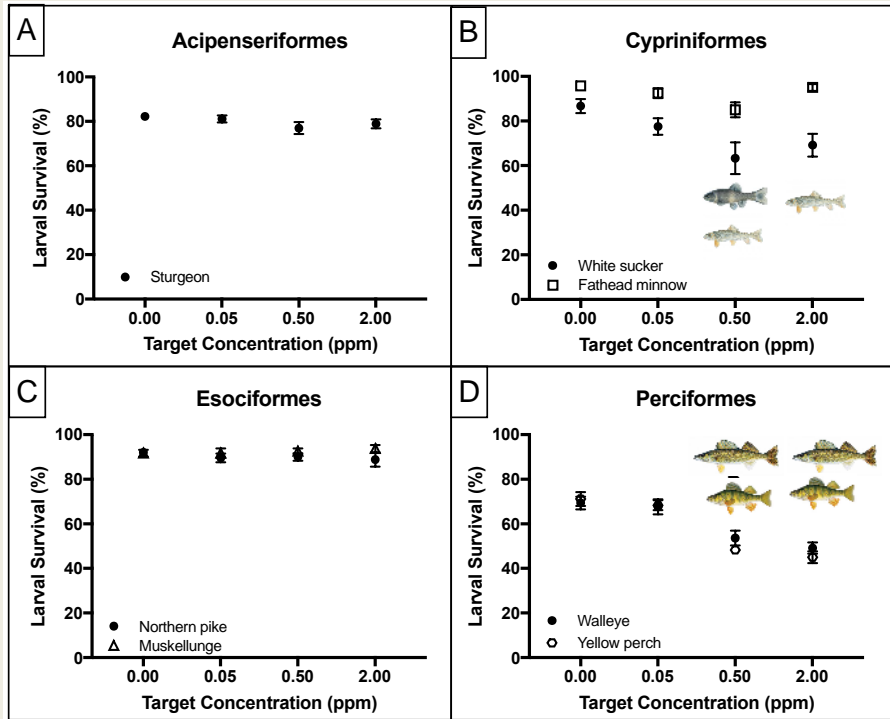 A
Acipenseriformes
Larval Survival (%)
100
80
60
40
20
0
Sturgeon
0.00 0.05 0.50 2.00
Target Concentration (ppm)
B
Cypriniformes
Larval Survival (%)
100
80
60
40
20
0
White sucker
Fathead minnow
0.00 0.05 0.50 2.00
Target Concentration (ppm)
C
Esociformes
Larval Survival (%)
100
80
60
40
20
0
Northern pike
Muskellunge
0.00 0.05 0.50 2.00
Target Concentration (ppm)
D
Perciformes
Larval Survival (%)
100
80
60
40
20
0
Walleye
Yellow perch
0.00 0.05 0.50 2.00
Target Concentration (ppm)